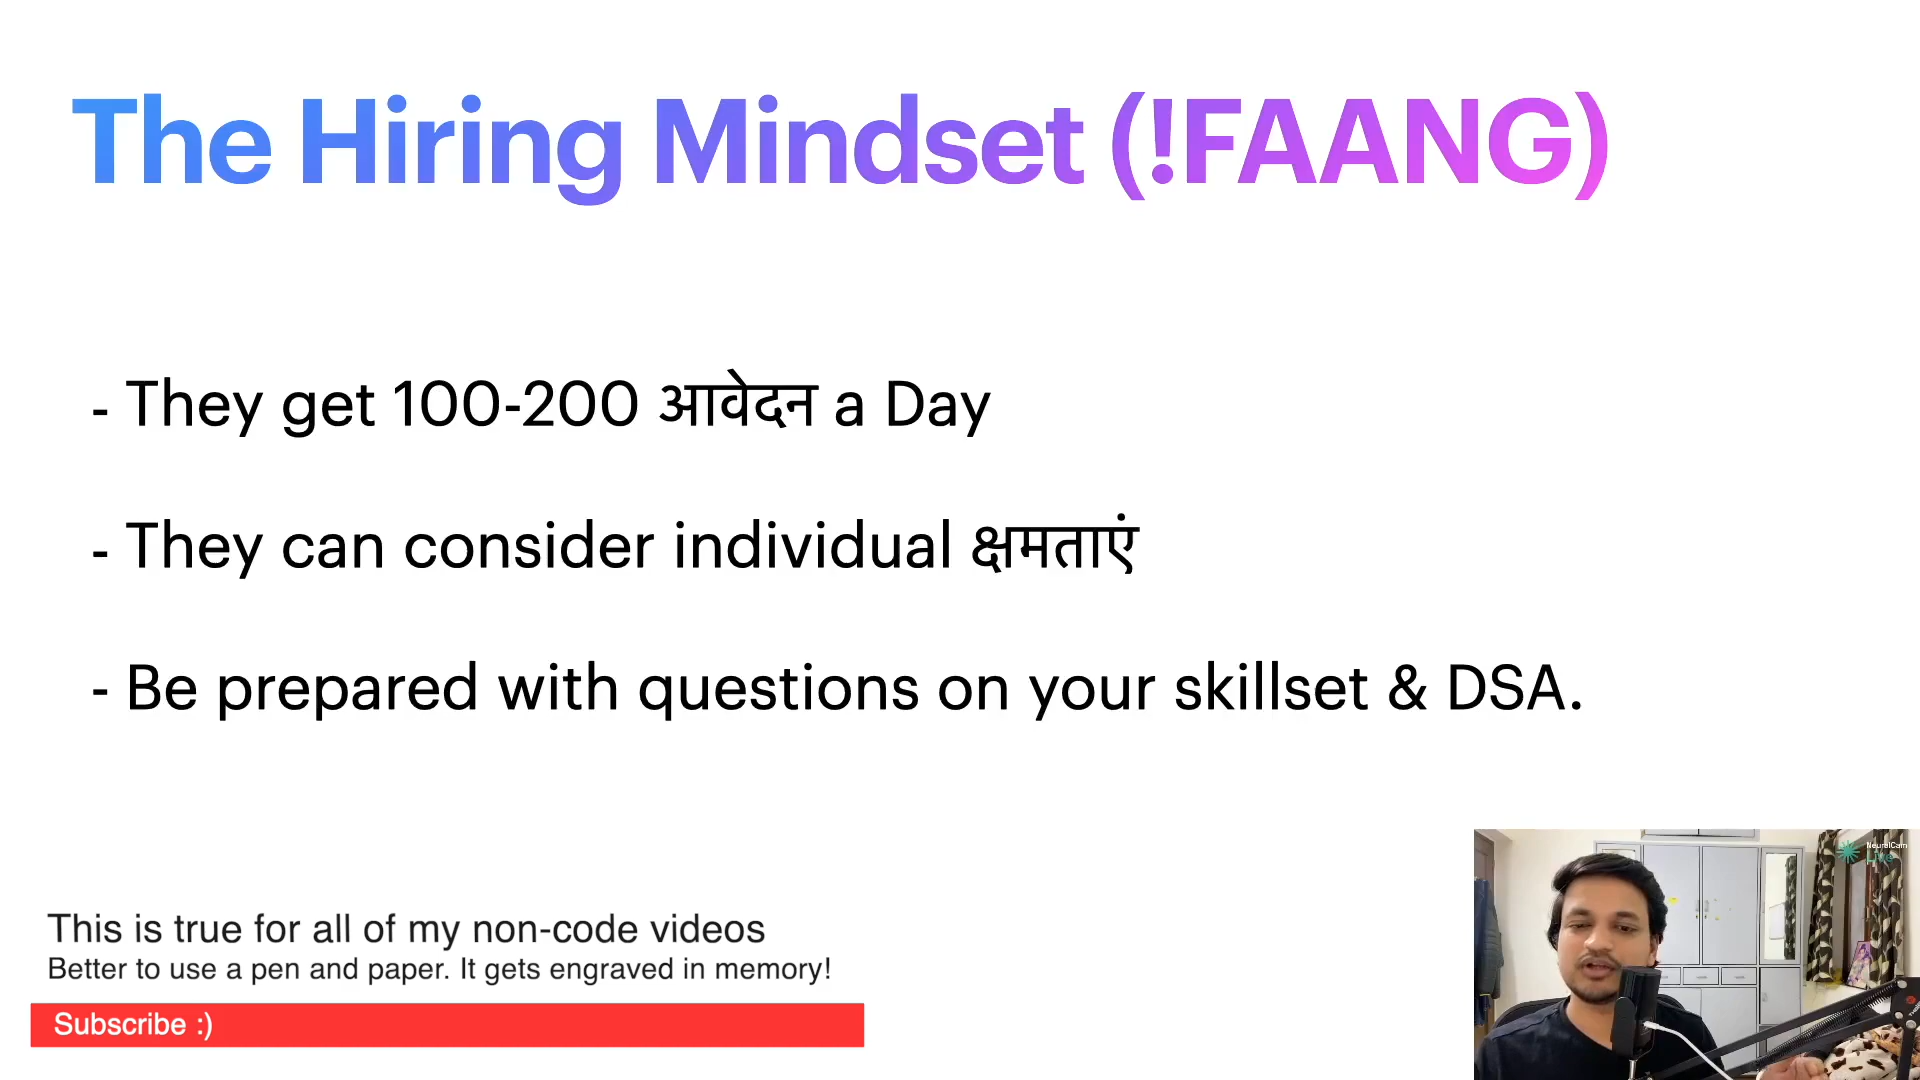 The Hiring Mindset (!FAANG)
- They get 100-200 आवेदन a Day
- They can consider individual क्षमताएं
- Be prepared with questions on your skillset & DSA.
This is true for all of my non-code videos
Better to use a pen and paper. It gets engraved in memory!
Subscribe :)
NeuralCam
Live